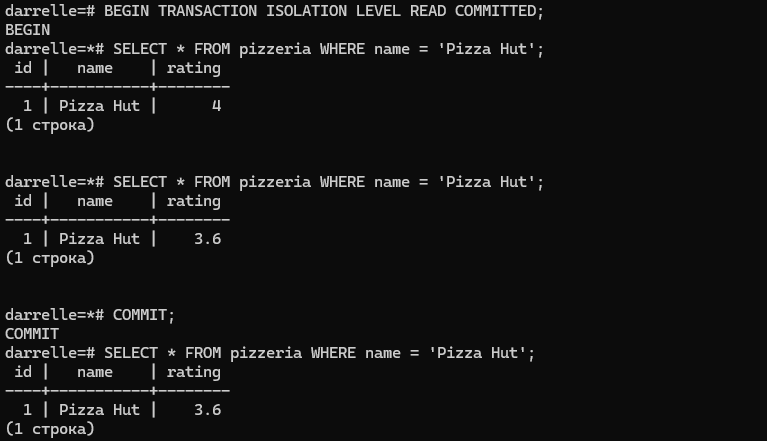 darrelle=# BEGIN TRANSACTION ISOLATION LEVEL READ COMMITTED;
BEGIN
darrelle=*# SELECT * FROM pizzeria WHERE name = 'Pizza Hut';
 id |   name    | rating
----+-----------+--------
  1 | Pizza Hut |      4
(1 строка)

darrelle=*# SELECT * FROM pizzeria WHERE name = 'Pizza Hut';
 id |   name    | rating
----+-----------+--------
  1 | Pizza Hut |    3.6
(1 строка)

darrelle=*# COMMIT;
COMMIT
darrelle=# SELECT * FROM pizzeria WHERE name = 'Pizza Hut';
 id |   name    | rating
----+-----------+--------
  1 | Pizza Hut |    3.6
(1 строка)